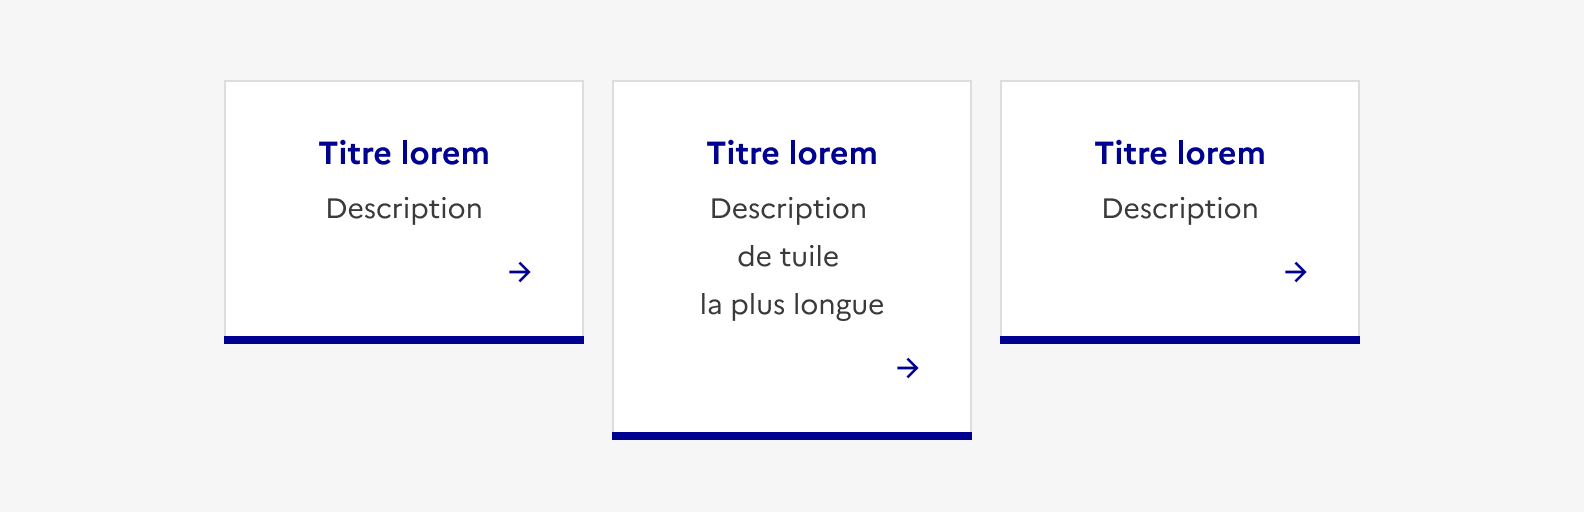 Titre lorem
Description
Titre lorem
Description
de tuile
la plus longue
Titre lorem
Description